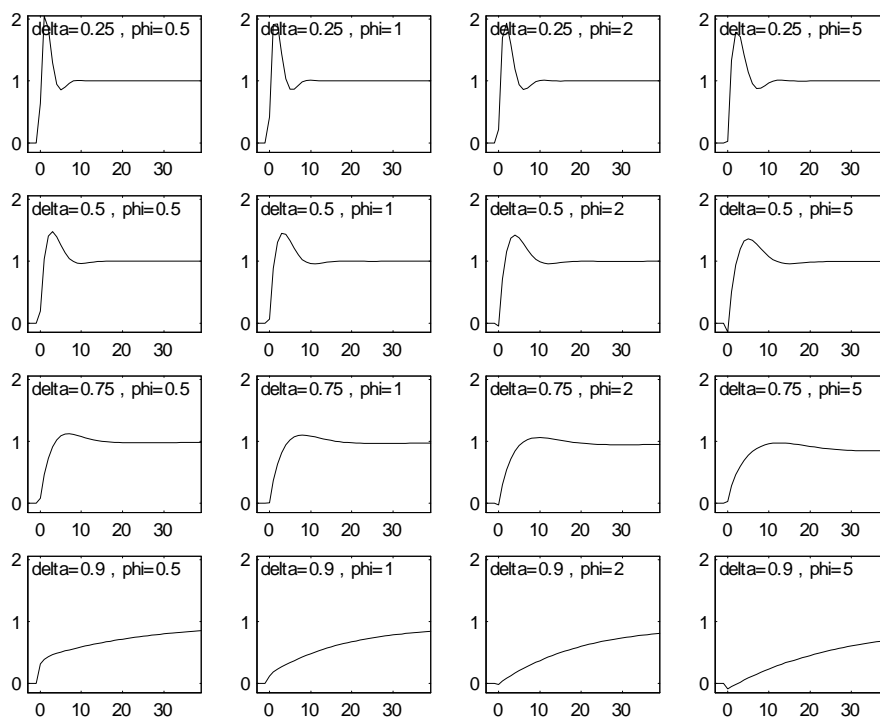 2
delta=0.25 , phi=0.5
1
0
0 10 20 30
2
delta=0.25 , phi=1
1
0
0 10 20 30
2
delta=0.25 , phi=2
1
0
0 10 20 30
2
delta=0.25 , phi=5
1
0
0 10 20 30
2
delta=0.5 , phi=0.5
1
0
0 10 20 30
2
delta=0.5 , phi=1
1
0
0 10 20 30
2
delta=0.5 , phi=2
1
0
0 10 20 30
2
delta=0.5 , phi=5
1
0
0 10 20 30
2
delta=0.75 , phi=0.5
1
0
0 10 20 30
2
delta=0.75 , phi=1
1
0
0 10 20 30
2
delta=0.75 , phi=2
1
0
0 10 20 30
2
delta=0.75 , phi=5
1
0
0 10 20 30
2
delta=0.9 , phi=0.5
1
0
0 10 20 30
2
delta=0.9 , phi=1
1
0
0 10 20 30
2
delta=0.9 , phi=2
1
0
0 10 20 30
2
delta=0.9 , phi=5
1
0
0 10 20 30